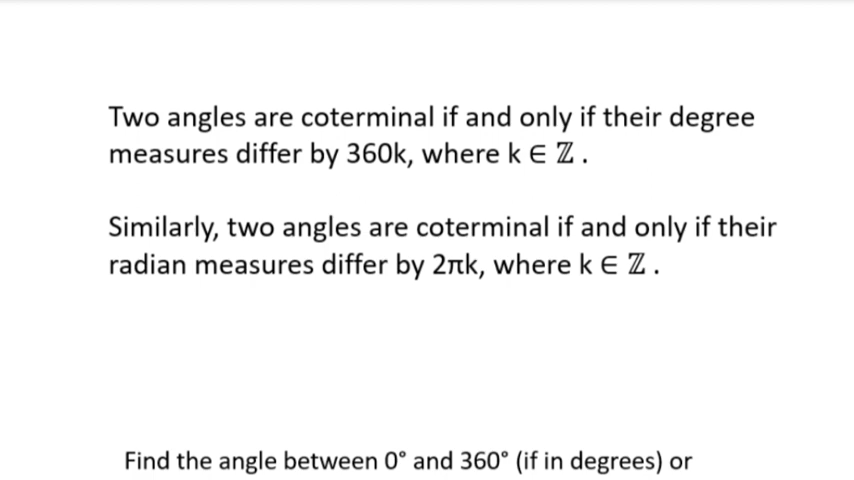 Two angles are coterminal if and only if their degree
measures differ by 360k, where k ∈ ℤ .
Similarly, two angles are coterminal if and only if their
radian measures differ by 2πk, where k ∈ ℤ .
Find the angle between 0° and 360° (if in degrees) or